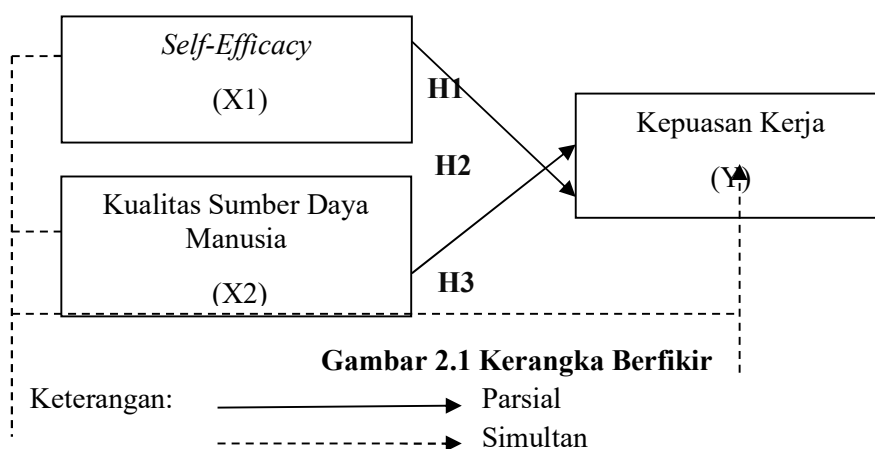 Self-Efficacy
(X1)
H1
Kepuasan Kerja
(Y)
H2
Kualitas Sumber Daya
Manusia
(X2)
H3
Gambar 2.1 Kerangka Berfikir
Keterangan:
Parsial
Simultan